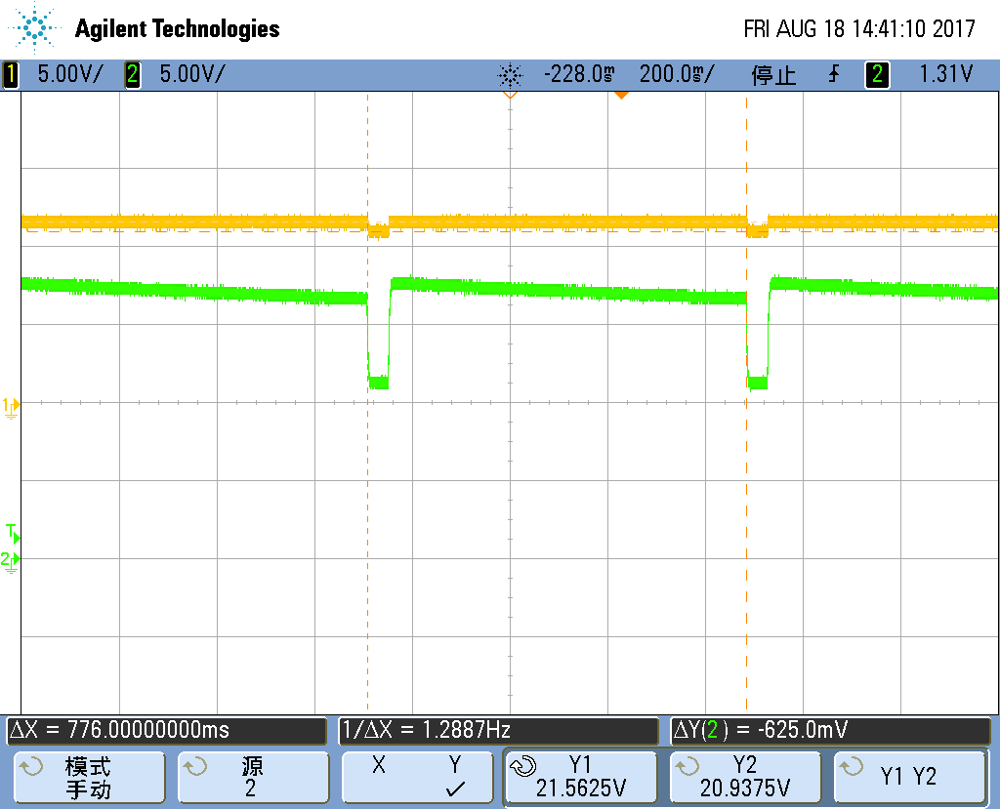 Agilent Technologies
FRI AUG 18 14:41:10 2017
1 5.00V/ 2 5.00V/ -228.0ms 200.0ms/ 停止 2 1.31V
1
T
2
ΔX = 776.00000000ms 1/ΔX = 1.2887Hz ΔY(2) = -625.0mV
模式 源 X Y Y1 Y2 Y1 Y2
手动 2 ✓ 21.5625V 20.9375V